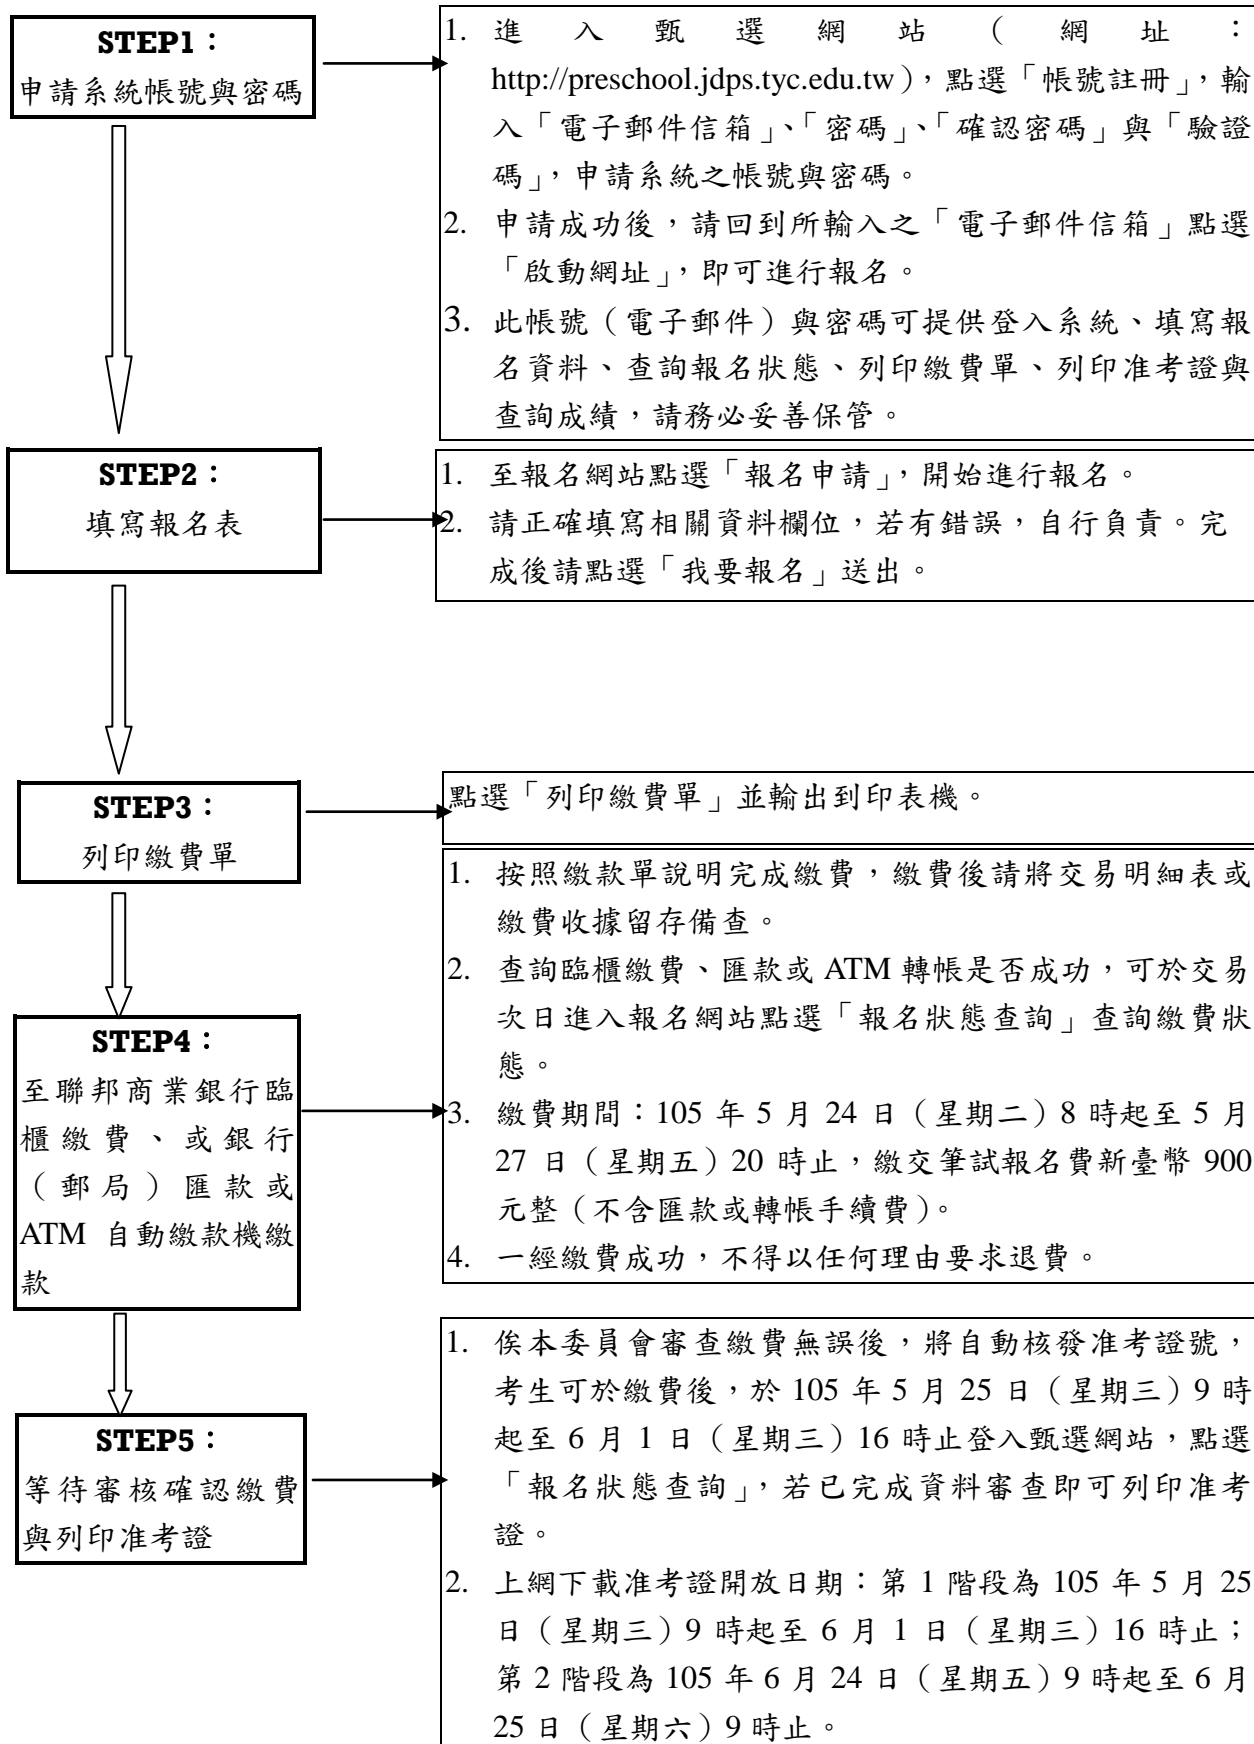 STEP1：
申請系統帳號與密碼
1. 進入甄選網站（網址：
http://preschool.jdps.tyc.edu.tw），點選「帳號註冊」，輸
入「電子郵件信箱」、「密碼」、「確認密碼」與「驗證
碼」，申請系統之帳號與密碼。
2. 申請成功後，請回到所輸入之「電子郵件信箱」點選
「啟動網址」，即可進行報名。
3. 此帳號（電子郵件）與密碼可提供登入系統、填寫報
名資料、查詢報名狀態、列印繳費單、列印准考證與
查詢成績，請務必妥善保管。
STEP2：
填寫報名表
1. 至報名網站點選「報名申請」，開始進行報名。
2. 請正確填寫相關資料欄位，若有錯誤，自行負責。完
成後請點選「我要報名」送出。
STEP3：
列印繳費單
點選「列印繳費單」並輸出到印表機。
STEP4：
至聯邦商業銀行臨
櫃繳費、或銀行
（郵局）匯款或
ATM 自動繳款機繳
款
1. 按照繳款單說明完成繳費，繳費後請將交易明細表或
繳費收據留存備查。
2. 查詢臨櫃繳費、匯款或 ATM 轉帳是否成功，可於交易
次日進入報名網站點選「報名狀態查詢」查詢繳費狀
態。
3. 繳費期間：105 年 5 月 24 日（星期二）8 時起至 5 月
27 日（星期五）20 時止，繳交筆試報名費新臺幣 900
元整（不含匯款或轉帳手續費）。
4. 一經繳費成功，不得以任何理由要求退費。
STEP5：
等待審核確認繳費
與列印准考證
1. 俟本委員會審查繳費無誤後，將自動核發准考證號，
考生可於繳費後，於 105 年 5 月 25 日（星期三）9 時
起至 6 月 1 日（星期三）16 時止登入甄選網站，點選
「報名狀態查詢」，若已完成資料審查即可列印准考
證。
2. 上網下載准考證開放日期：第 1 階段為 105 年 5 月 25
日（星期三）9 時起至 6 月 1 日（星期三）16 時止；
第 2 階段為 105 年 6 月 24 日（星期五）9 時起至 6 月
25 日（星期六）9 時止。